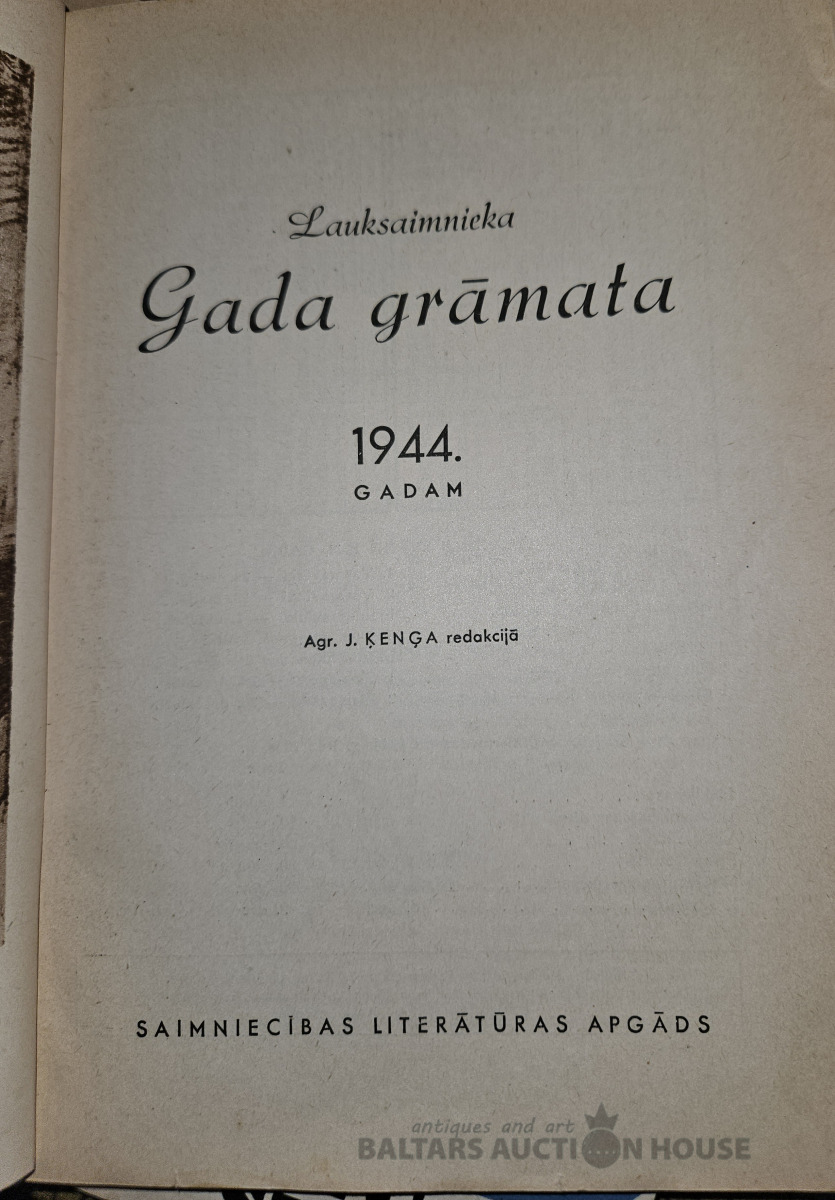 Lauksaimnieka
Gada grāmata
1944.
GADAM
Agr. J. ĶEŅĢA redakcijā
SAIMNIECĪBAS LITERĀTŪRAS APGĀDS
antiques and art
BALTARS AUCTION HOUSE